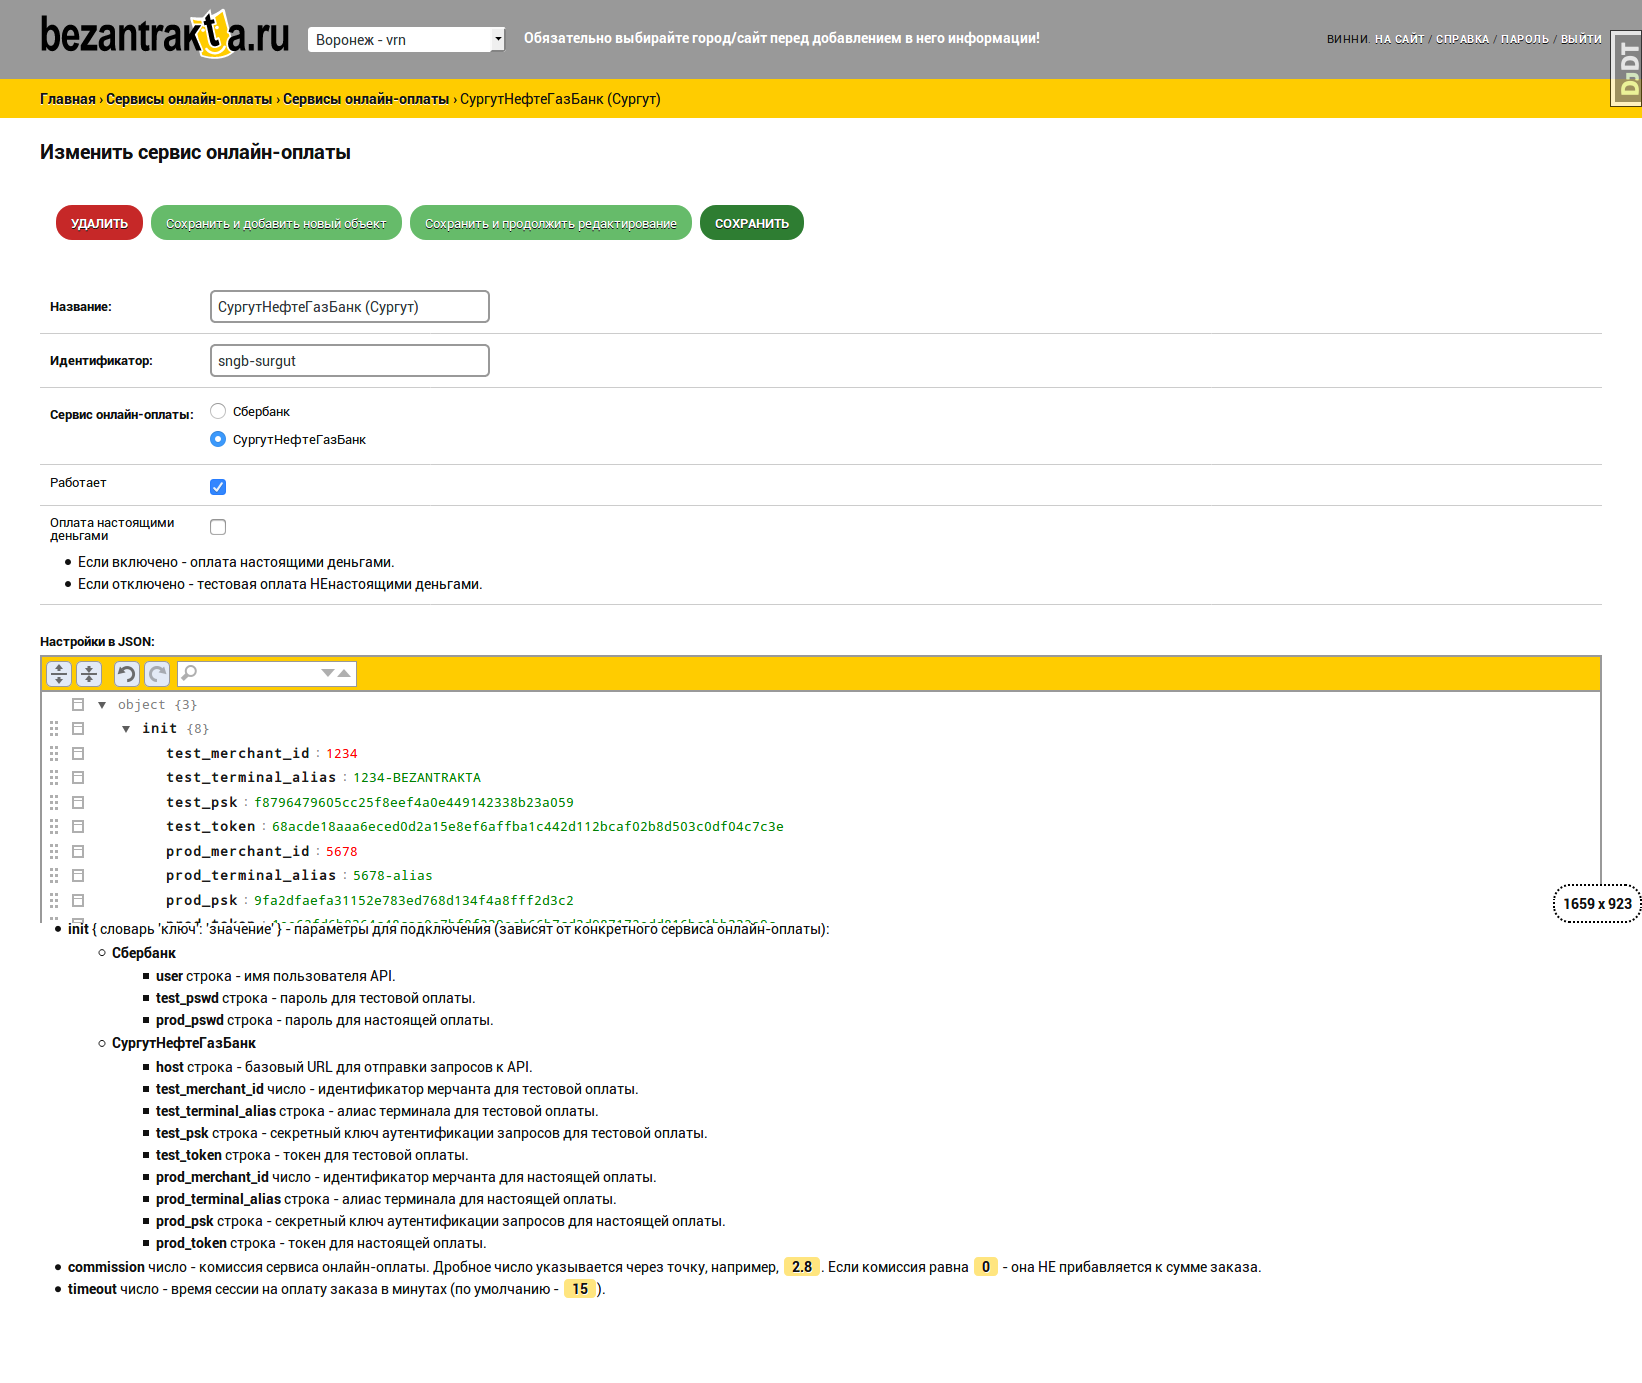 bezantrakta.ru
Воронеж - vrn
Обязательно выбирайте город/сайт перед добавлением в него информации!
ВИННИ. НА САЙТ / СПРАВКА / ПАРОЛЬ / ВЫЙТИ
DjDT
Главная › Сервисы онлайн-оплаты › Сервисы онлайн-оплаты › СургутНефтеГазБанк (Сургут)
Изменить сервис онлайн-оплаты
УДАЛИТЬ
Сохранить и добавить новый объект
Сохранить и продолжить редактирование
СОХРАНИТЬ
Название:
СургутНефтеГазБанк (Сургут)
Идентификатор:
sngb-surgut
Сервис онлайн-оплаты:
Сбербанк
СургутНефтеГазБанк
Работает
Оплата настоящими
деньгами
Если включено - оплата настоящими деньгами.
Если отключено - тестовая оплата НЕнастоящими деньгами.
Настройки в JSON:
object {3}
init {8}
test_merchant_id : 1234
test_terminal_alias : 1234-BEZANTRAKTA
test_psk : f8796479605cc25f8eef4a0e449142338b23a059
test_token : 68acde18aaa6eced0d2a15e8ef6affba1c442d112bcaf02b8d503c0df04c7c3e
prod_merchant_id : 5678
prod_terminal_alias : 5678-alias
prod_psk : 9fa2dfaefa31152e783ed768d134f4a8fff2d3c2
1659 x 923
init { словарь 'ключ': 'значение' } - параметры для подключения (зависят от конкретного сервиса онлайн-оплаты):
Сбербанк
user строка - имя пользователя API.
test_pswd строка - пароль для тестовой оплаты.
prod_pswd строка - пароль для настоящей оплаты.
СургутНефтеГазБанк
host строка - базовый URL для отправки запросов к API.
test_merchant_id число - идентификатор мерчанта для тестовой оплаты.
test_terminal_alias строка - алиас терминала для тестовой оплаты.
test_psk строка - секретный ключ аутентификации запросов для тестовой оплаты.
test_token строка - токен для тестовой оплаты.
prod_merchant_id число - идентификатор мерчанта для настоящей оплаты.
prod_terminal_alias строка - алиас терминала для настоящей оплаты.
prod_psk строка - секретный ключ аутентификации запросов для настоящей оплаты.
prod_token строка - токен для настоящей оплаты.
commission число - комиссия сервиса онлайн-оплаты. Дробное число указывается через точку, например, 2.8 . Если комиссия равна 0 - она НЕ прибавляется к сумме заказа.
timeout число - время сессии на оплату заказа в минутах (по умолчанию - 15 ).